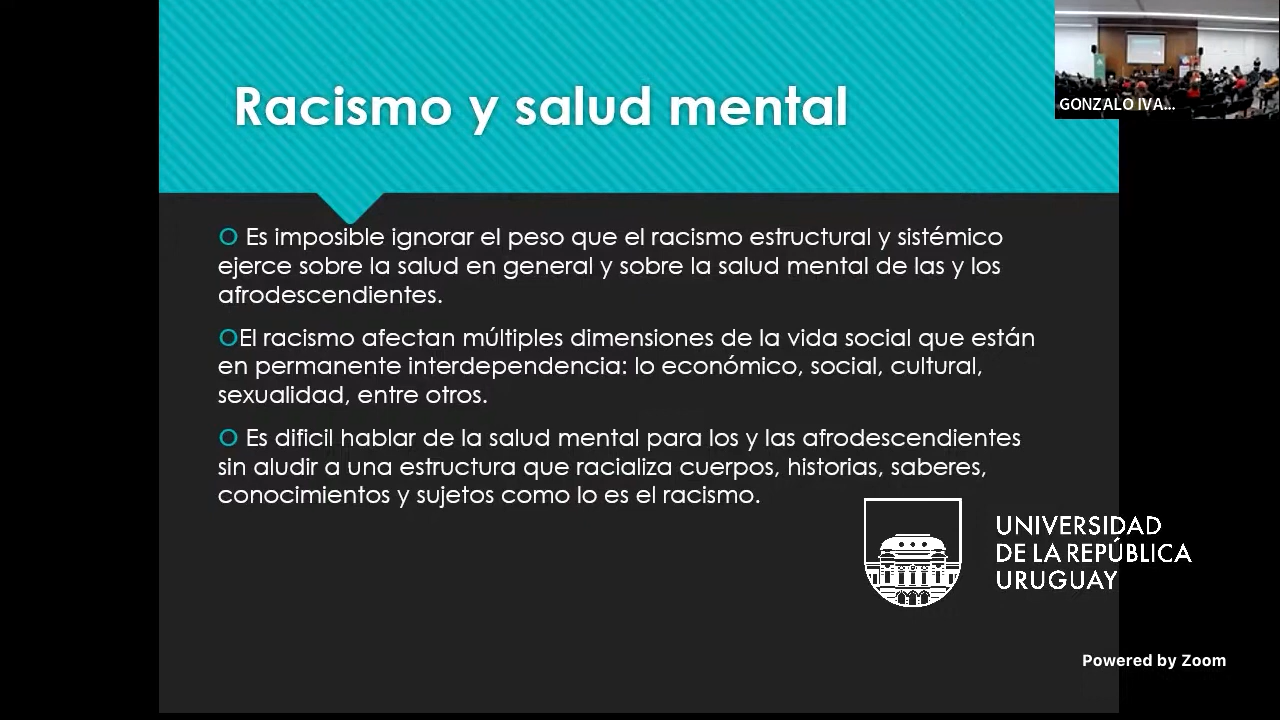 Racismo y salud mental
GONZALO IVA...
O Es imposible ignorar el peso que el racismo estructural y sistémico
ejerce sobre la salud en general y sobre la salud mental de las y los
afrodescendientes.
OEl racismo afectan múltiples dimensiones de la vida social que están
en permanente interdependencia: lo económico, social, cultural,
sexualidad, entre otros.
O Es dificil hablar de la salud mental para los y las afrodescendientes
sin aludir a una estructura que racializa cuerpos, historias, saberes,
conocimientos y sujetos como lo es el racismo.
UNIVERSIDAD
DE LA REPÚBLICA
URUGUAY
Powered by Zoom